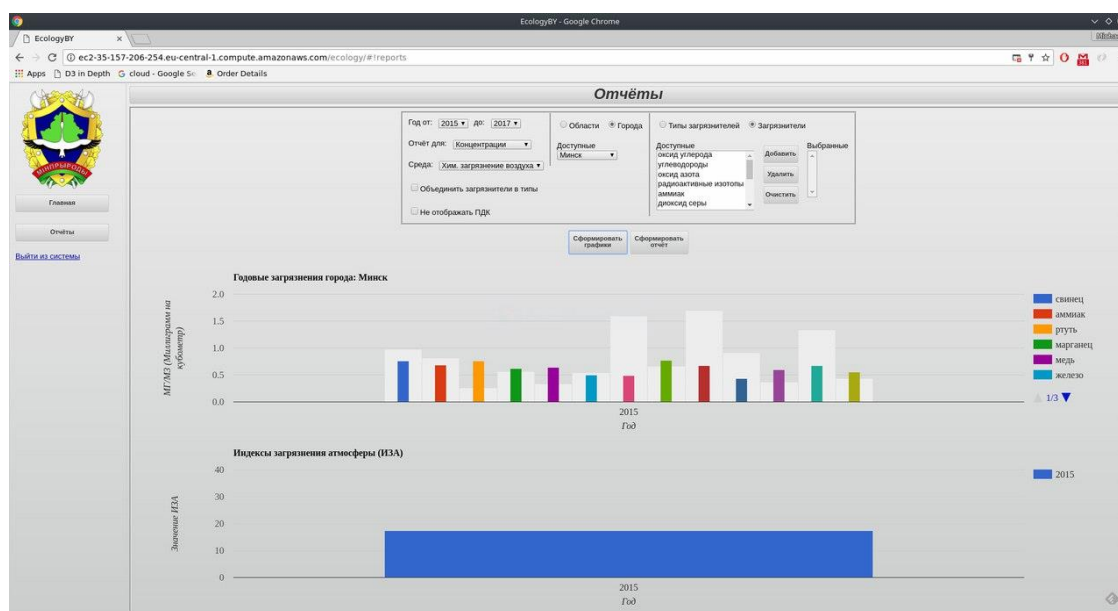 EcologyBY - Google Chrome
EcologyBY
ec2-35-157-206-254.eu-central-1.compute.amazonaws.com/ecology/#!reports
Apps D3 in Depth cloud - Google Se Order Details
МІНПРЫРОДЫ
Главная
Отчёты
Выйти из системы
Отчёты
Год от: 2015 до: 2017
Отчёт для: Концентрации
Среда: Хим. загрязнение воздуха
Объединить загрязнители в типы
Не отображать ПДК
Области Города
Доступные
Минск
Типы загрязнителей Загрязнители
Доступные
оксид углерода
углеводороды
оксид азота
радиоактивные изотопы
аммиак
диоксид серы
Добавить
Удалить
Очистить
Выбранные
Сформировать графики
Сформировать отчёт
Годовые загрязнения города: Минск
МГ/М3 (Миллиграмм на кубометр)
2.0
1.5
1.0
0.5
0.0
2015
Год
свинец
аммиак
ртуть
марганец
медь
железо
1/3
Индексы загрязнения атмосферы (ИЗА)
Значение ИЗА
40
30
20
10
0
2015
Год
2015